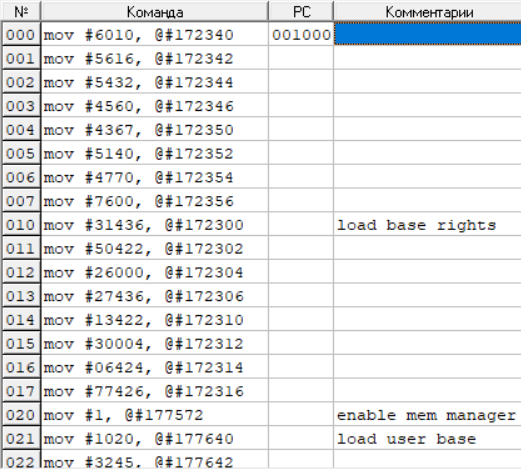 № Команда PC Комментарии
000 mov #6010, @#172340 001000
001 mov #5616, @#172342
002 mov #5432, @#172344
003 mov #4560, @#172346
004 mov #4367, @#172350
005 mov #5140, @#172352
006 mov #4770, @#172354
007 mov #7600, @#172356
010 mov #31436, @#172300 load base rights
011 mov #50422, @#172302
012 mov #26000, @#172304
013 mov #27436, @#172306
014 mov #13422, @#172310
015 mov #30004, @#172312
016 mov #06424, @#172314
017 mov #77426, @#172316
020 mov #1, @#177572 enable mem manager
021 mov #1020, @#177640 load user base
022 mov #3245, @#177642